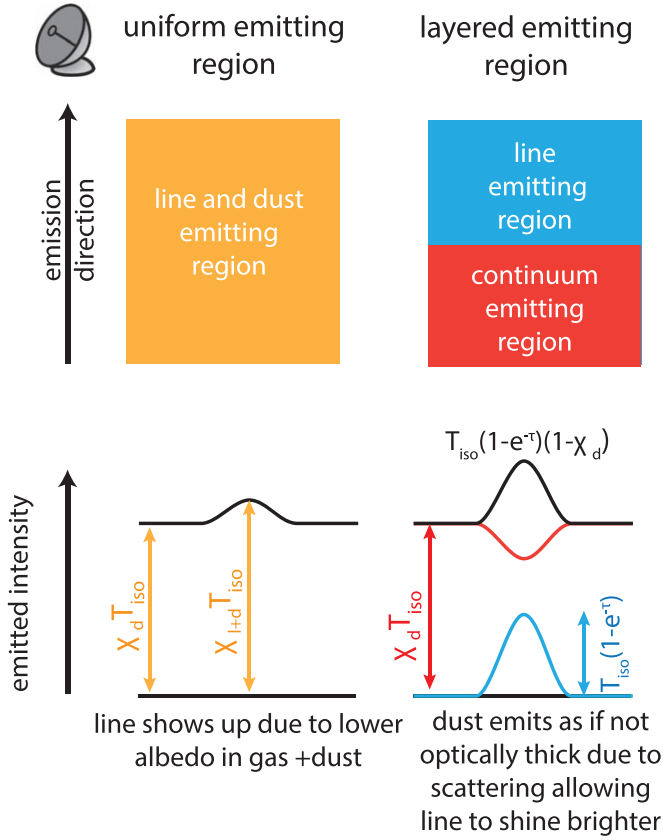 uniform emitting
region
layered emitting
region
emission
direction
line and dust
emitting
region
line
emitting
region
continuum
emitting
region
emitted intensity
χ_d T_iso
χ_l+d T_iso
T_iso(1-e^-τ)(1-χ_d)
χ_d T_iso
T_iso(1-e^-τ)
line shows up due to lower
albedo in gas +dust
dust emits as if not
optically thick due to
scattering allowing
line to shine brighter